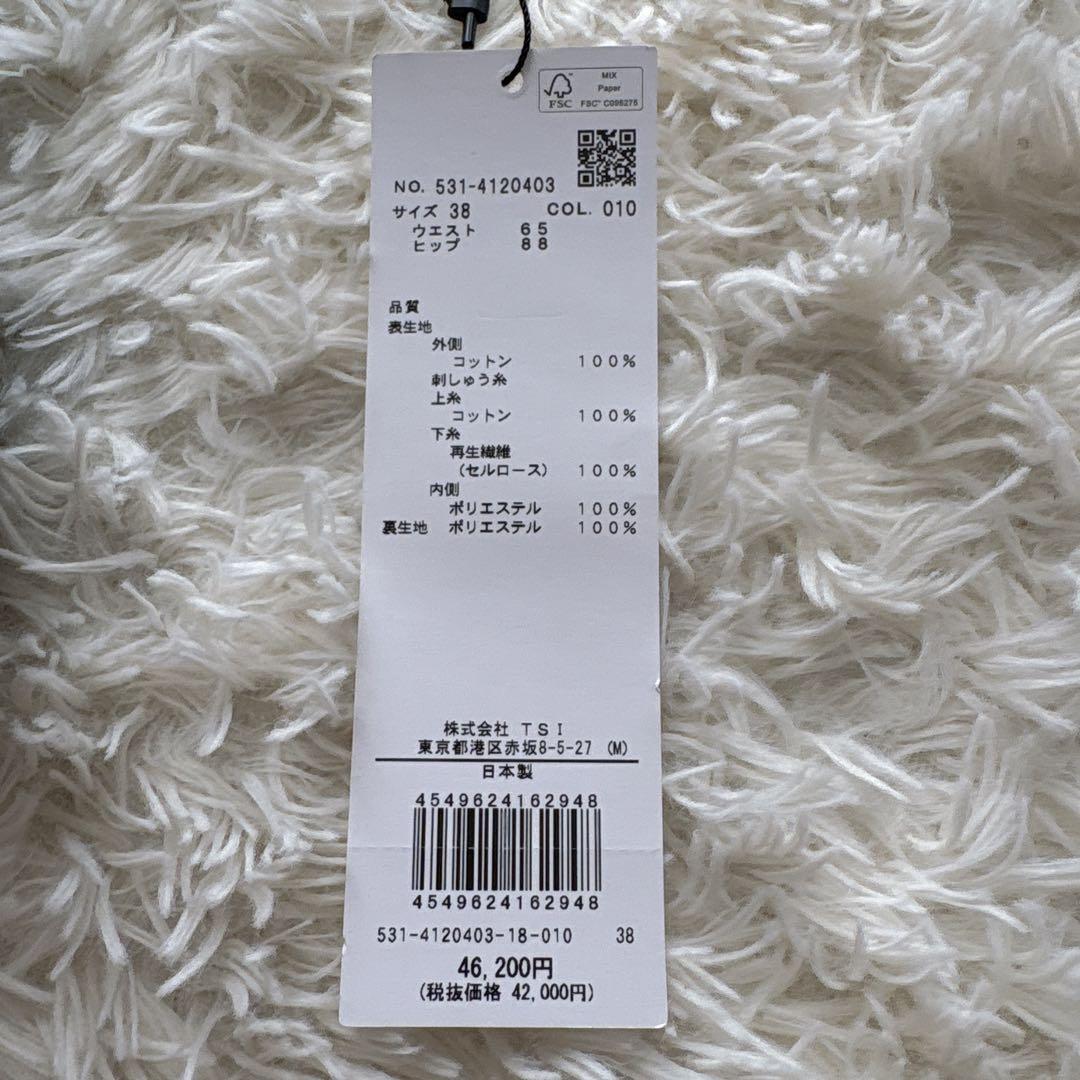 MIX
Paper
FSC™ C095275
FSC
NO. 531-4120403
サイズ 38 COL. 010
ウエスト 65
ヒップ 88
品質
表生地
外側
コットン 100%
刺しゅう糸
上糸
コットン 100%
下糸
再生繊維
(セルロース) 100%
内側
ポリエステル 100%
裏生地 ポリエステル 100%
株式会社 TSI
東京都港区赤坂8-5-27 (M)
日本製
4549624162948
4549624162948
531-4120403-18-010 38
46,200円
(税抜価格 42,000円)